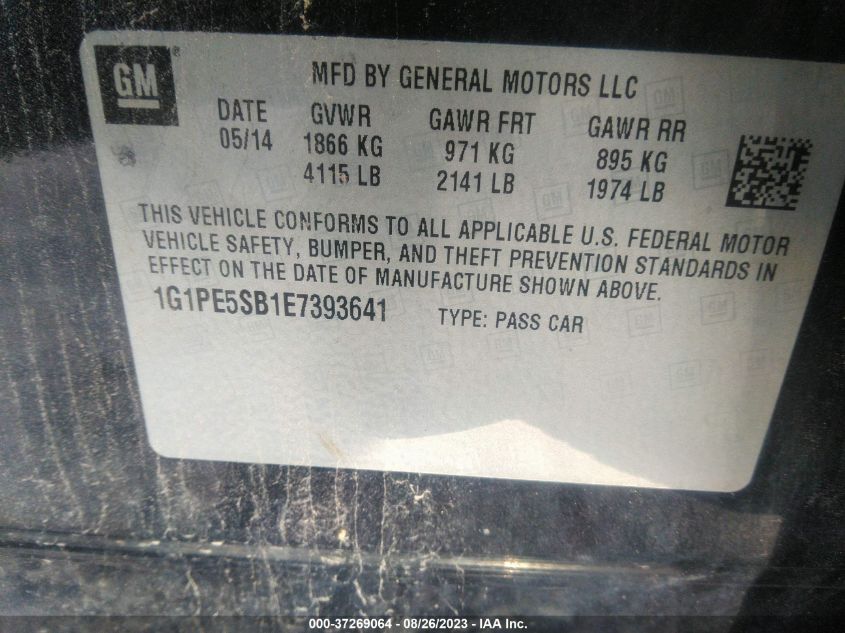 GM
®
MFD BY GENERAL MOTORS LLC
DATE GVWR GAWR FRT GAWR RR
05/14 1866 KG 971 KG 895 KG
4115 LB 2141 LB 1974 LB
THIS VEHICLE CONFORMS TO ALL APPLICABLE U.S. FEDERAL MOTOR
VEHICLE SAFETY, BUMPER, AND THEFT PREVENTION STANDARDS IN
EFFECT ON THE DATE OF MANUFACTURE SHOWN ABOVE.
1G1PE5SB1E7393641 TYPE: PASS CAR
000-37269064 - 08/26/2023 - IAA Inc.